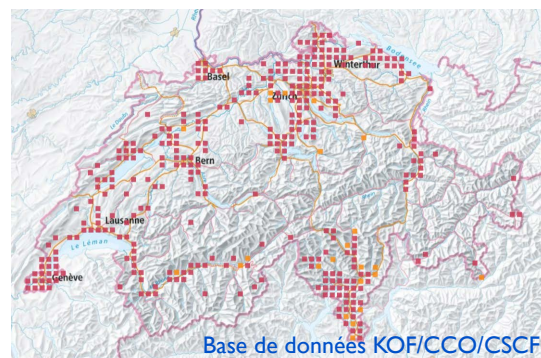 Bodensee
Basel
Winterthur
Zürich
Bern
Lausanne
Le Léman
Genève
Base de données KOF/CCO/CSCF